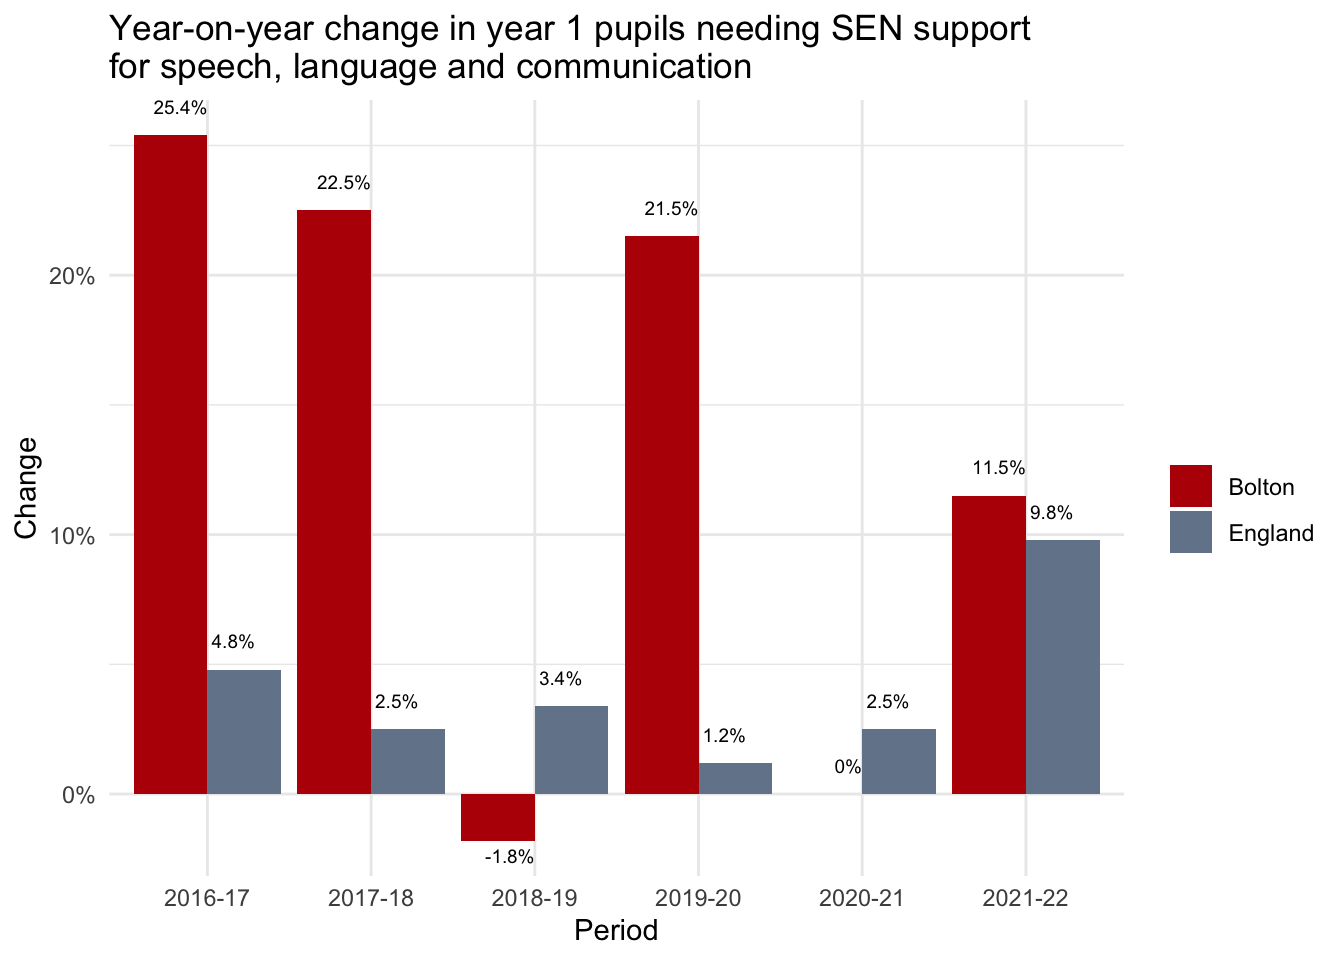 Year-on-year change in year 1 pupils needing SEN support
for speech, language and communication
25.4%
22.5%
21.5%
20%
11.5%
9.8%
10%
4.8%
3.4%
2.5%
2.5%
1.2%
0%
0%
-1.8%
Change
Bolton
England
2016-17 2017-18 2018-19 2019-20 2020-21 2021-22
Period